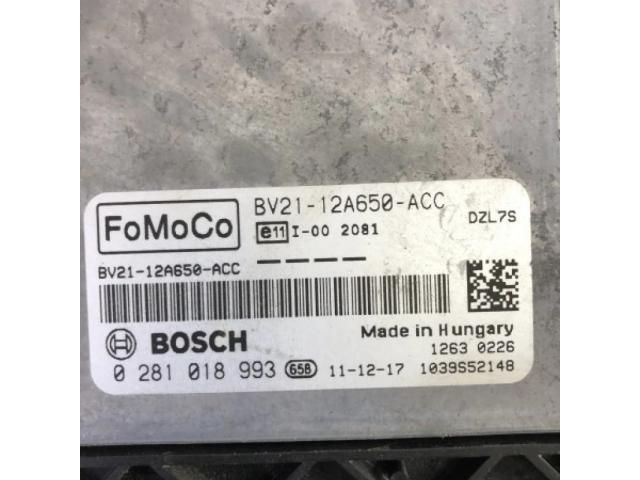 FoMoCo
BV21-12A650-ACC
DZL7S
e11 I-00 2081
BV21-12A650-ACC
BOSCH
Made in Hungary
1263 0226
0 281 018 993 65B 11-12-17 1039S52148